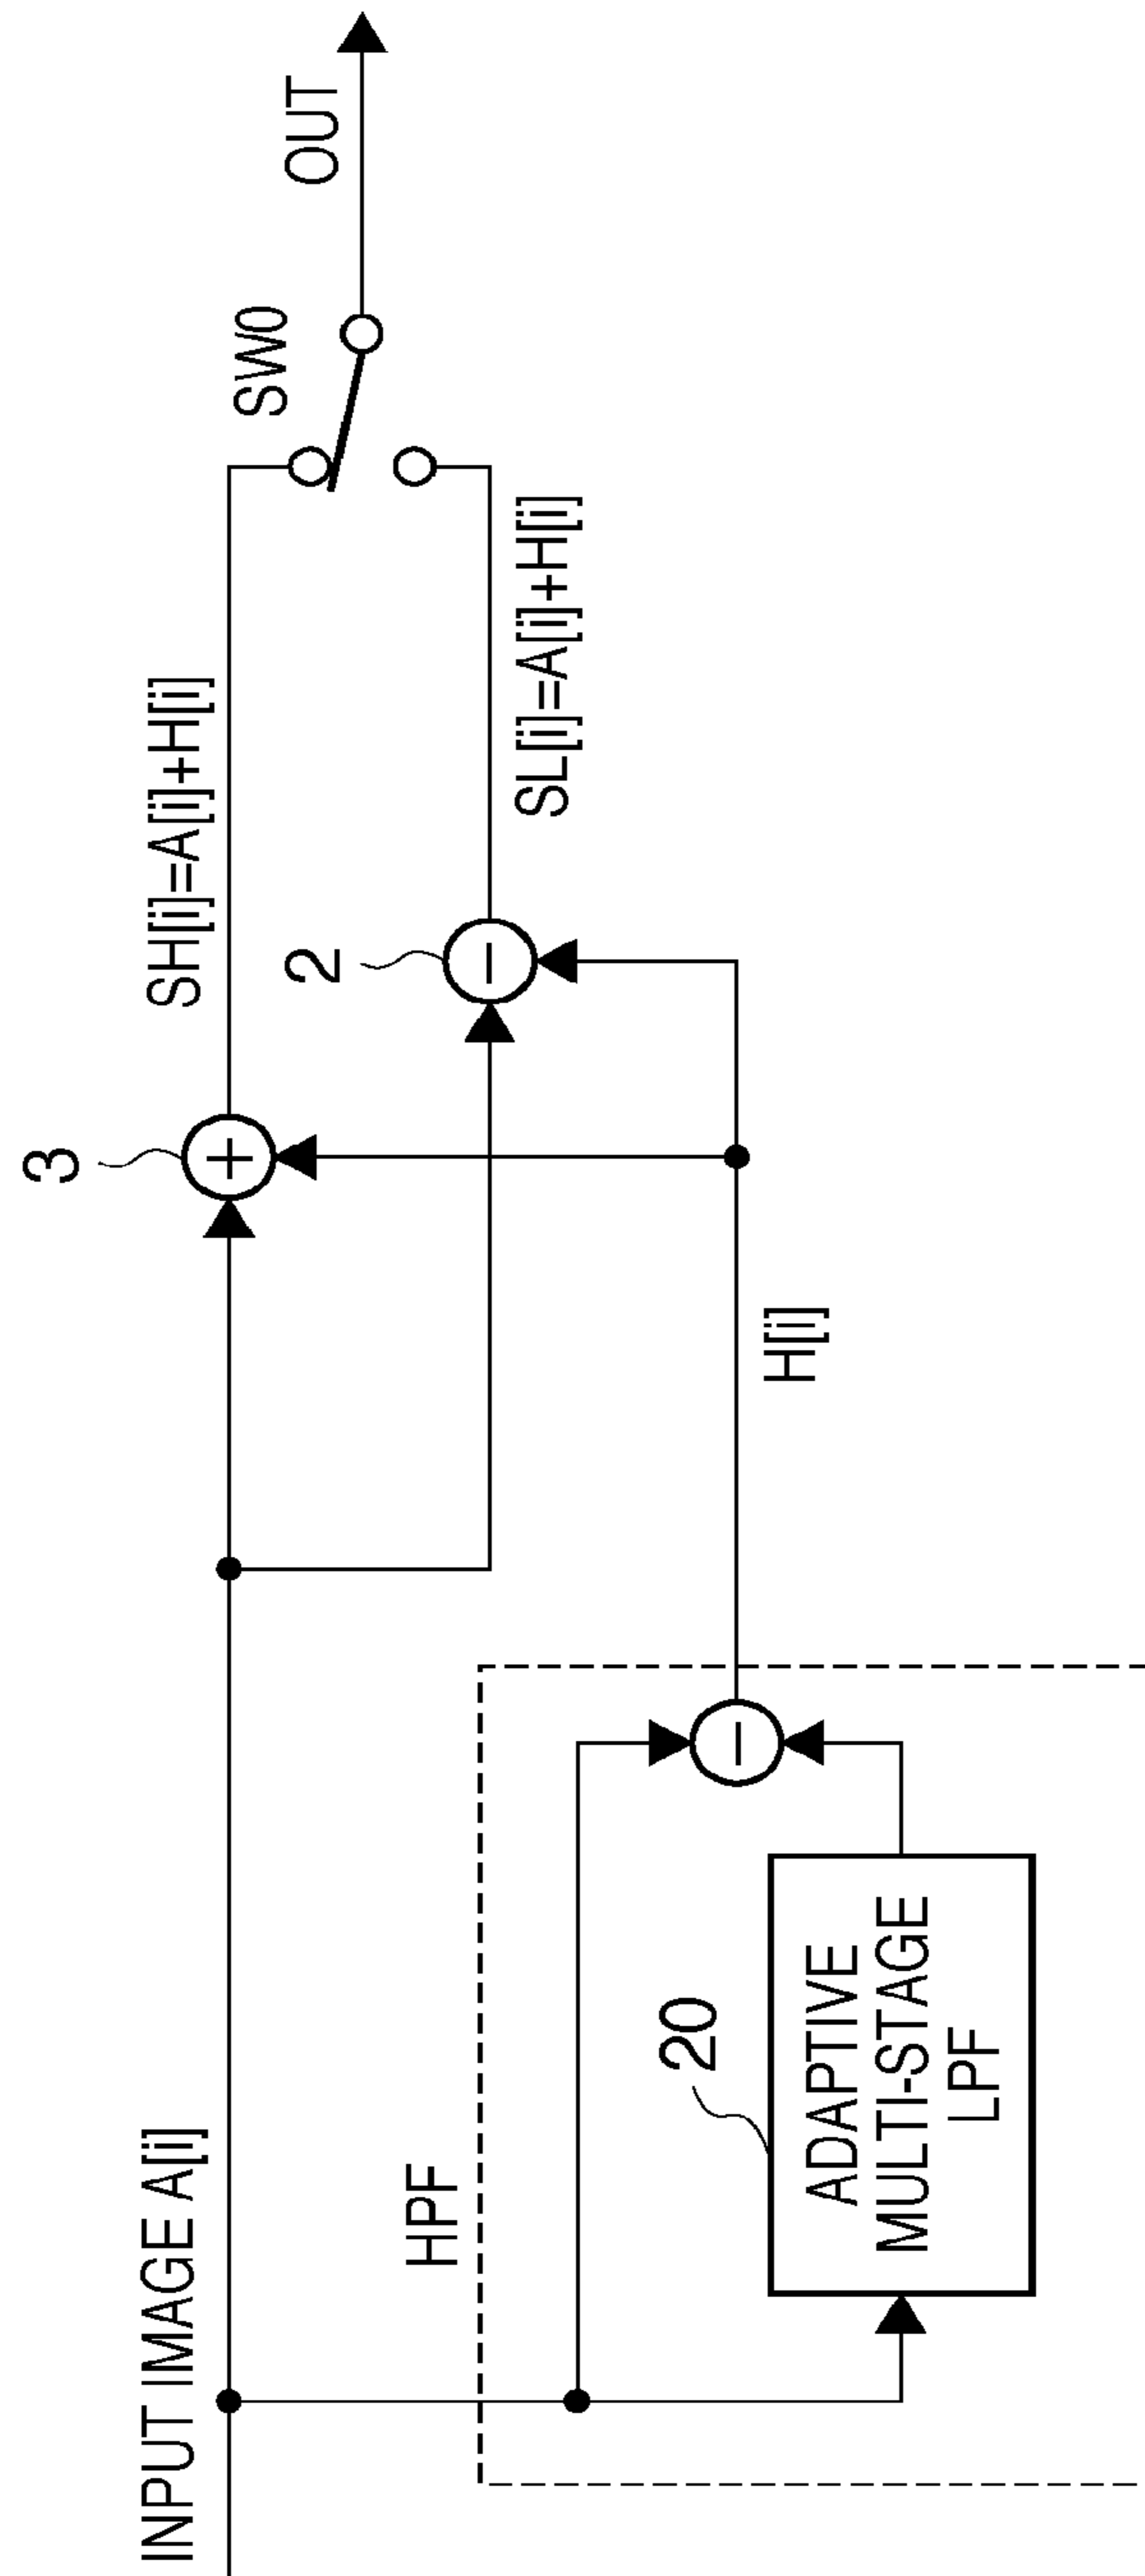 INPUT IMAGE A[i]
3
+
SH[i]=A[i]+H[i]
SW0
OUT
2
−
SL[i]=A[i]+H[i]
HPF
−
H[i]
20
ADAPTIVE
MULTI-STAGE
LPF